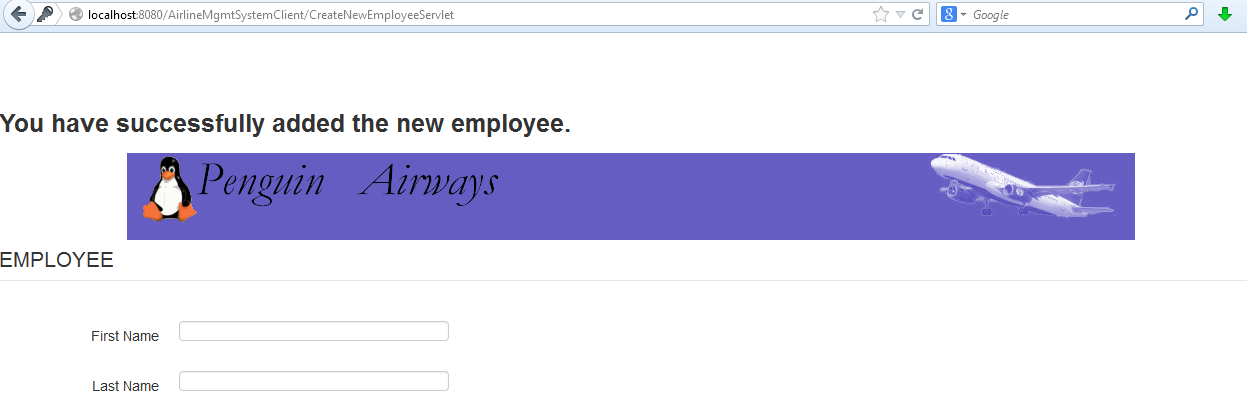 localhost:8080/AirlineMgmtSystemClient/CreateNewEmployeeServlet
8 Google
You have successfully added the new employee.
Penguin Airways
EMPLOYEE
First Name
Last Name